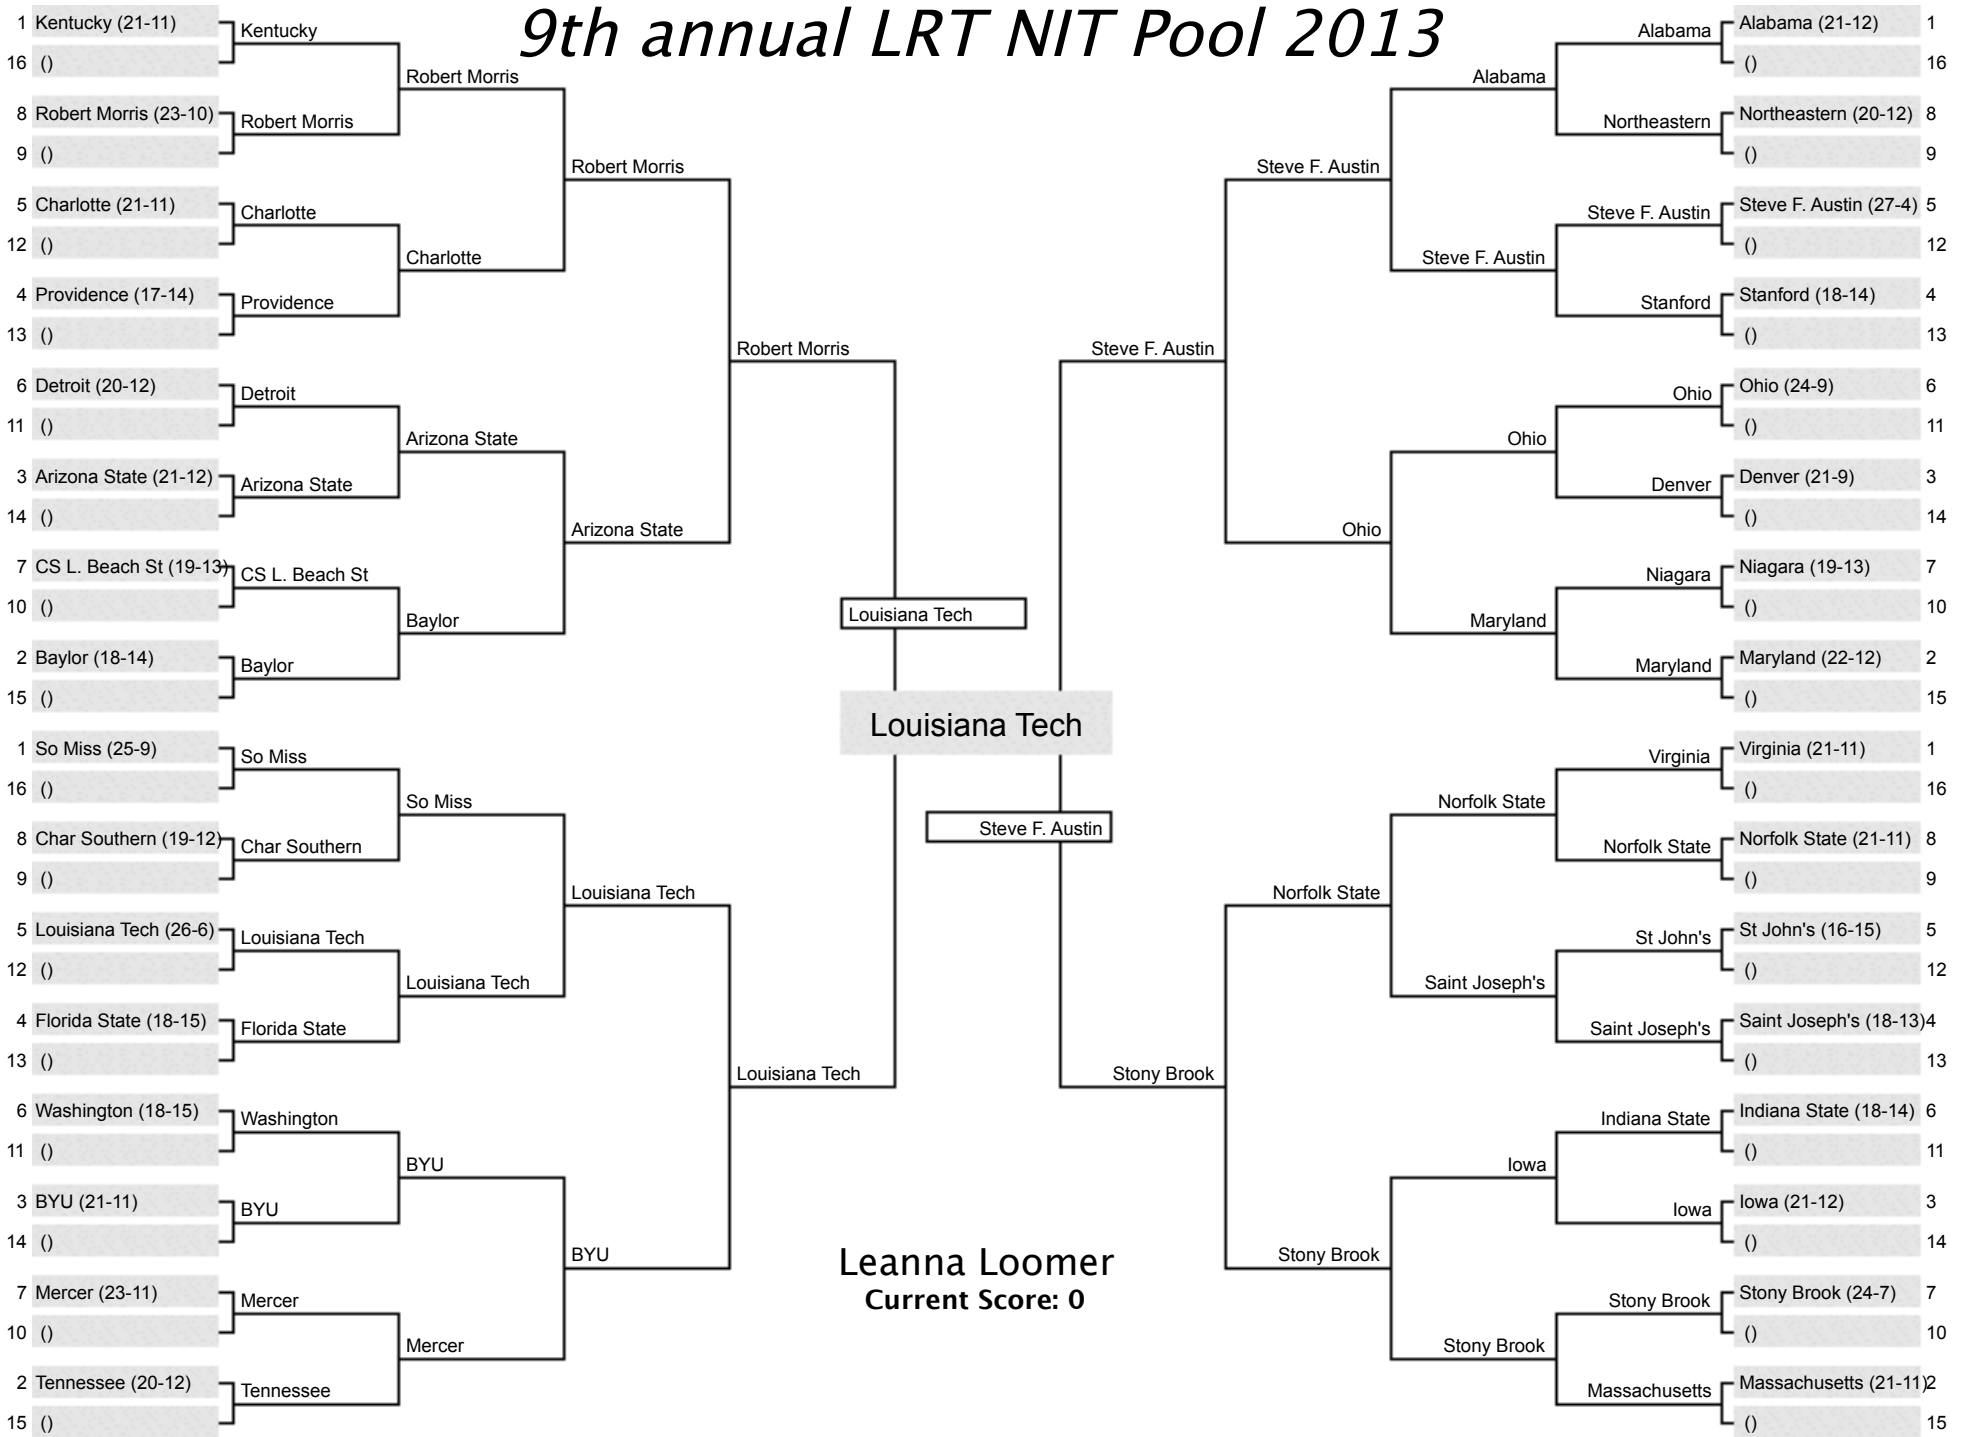 9th annual LRT NIT Pool 2013
1 Kentucky (21-11)
16 ()
8 Robert Morris (23-10)
9 ()
5 Charlotte (21-11)
12 ()
4 Providence (17-14)
13 ()
6 Detroit (20-12)
11 ()
3 Arizona State (21-12)
14 ()
7 CS L. Beach St (19-13)
10 ()
2 Baylor (18-14)
15 ()
1 So Miss (25-9)
16 ()
8 Char Southern (19-12)
9 ()
5 Louisiana Tech (26-6)
12 ()
4 Florida State (18-15)
13 ()
6 Washington (18-15)
11 ()
3 BYU (21-11)
14 ()
7 Mercer (23-11)
10 ()
2 Tennessee (20-12)
15 ()
Kentucky
Robert Morris
Charlotte
Providence
Detroit
Arizona State
CS L. Beach St
Baylor
So Miss
Char Southern
Louisiana Tech
Florida State
Washington
BYU
Mercer
Tennessee
Robert Morris
Charlotte
Arizona State
Baylor
So Miss
Louisiana Tech
BYU
Mercer
Robert Morris
Arizona State
Louisiana Tech
BYU
Robert Morris
Louisiana Tech
Louisiana Tech
Louisiana Tech
Steve F. Austin
Leanna Loomer
Current Score: 0
Steve F. Austin
Stony Brook
Steve F. Austin
Ohio
Norfolk State
Stony Brook
Alabama
Steve F. Austin
Ohio
Maryland
Norfolk State
Saint Joseph's
Iowa
Stony Brook
Alabama
Northeastern
Steve F. Austin
Stanford
Ohio
Denver
Niagara
Maryland
Virginia
Norfolk State
St John's
Saint Joseph's
Indiana State
Iowa
Stony Brook
Massachusetts
Alabama (21-12) 1
() 16
Northeastern (20-12) 8
() 9
Steve F. Austin (27-4) 5
() 12
Stanford (18-14) 4
() 13
Ohio (24-9) 6
() 11
Denver (21-9) 3
() 14
Niagara (19-13) 7
() 10
Maryland (22-12) 2
() 15
Virginia (21-11) 1
() 16
Norfolk State (21-11) 8
() 9
St John's (16-15) 5
() 12
Saint Joseph's (18-13) 4
() 13
Indiana State (18-14) 6
() 11
Iowa (21-12) 3
() 14
Stony Brook (24-7) 7
() 10
Massachusetts (21-11) 2
() 15